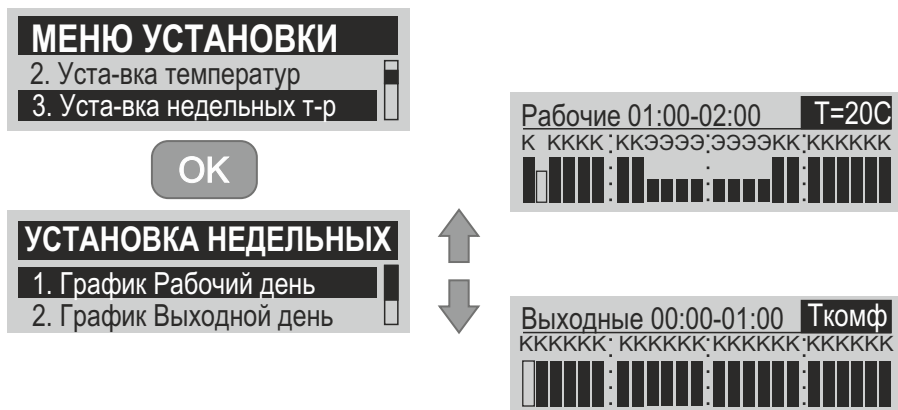 МЕНЮ УСТАНОВКИ
2. Уста-вка температур
3. Уста-вка недельных т-р
OK
УСТАНОВКА НЕДЕЛЬНЫХ
1. График Рабочий день
2. График Выходной день
Рабочие 01:00-02:00 T=20C
К КККК:ККЭЭЭЭ:ЭЭЭЭКК:КККККК
Выходные 00:00-01:00 Ткомф
КККККК:КККККК:КККККК:КККККК